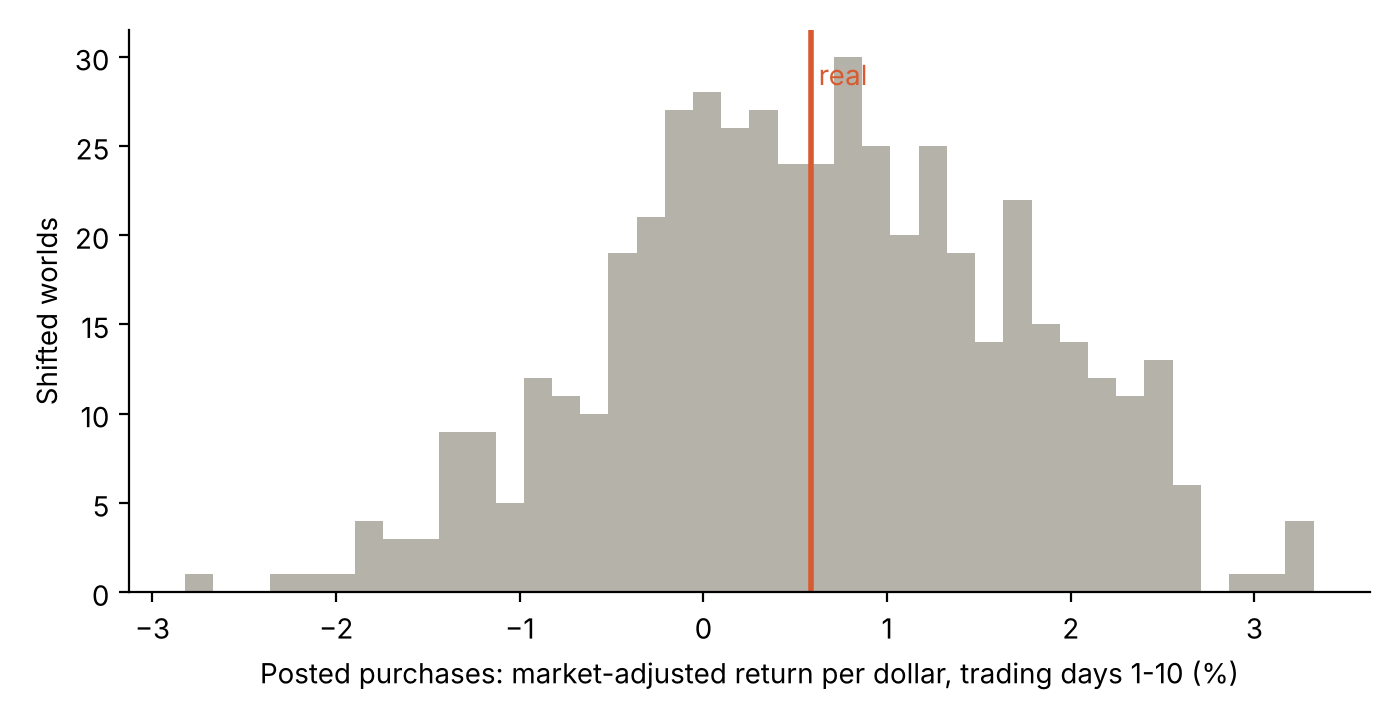 30
25
20
15
10
5
0
Shifted worlds
real
−3 −2 −1 0 1 2 3
Posted purchases: market-adjusted return per dollar, trading days 1-10 (%)